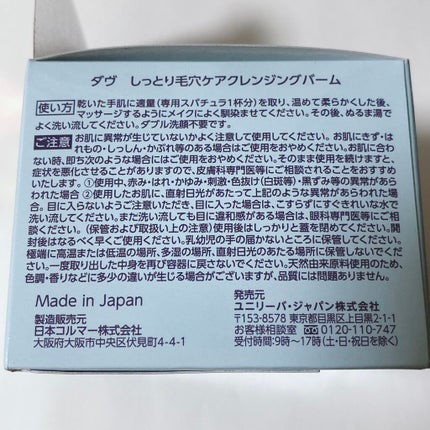 ダヴ しっとり毛穴ケアクレンジングバーム
使い方 乾いた手肌に適量(専用スパチュラ1杯分)を取り、温めて柔らかくした後、
マッサージするようにメイクによく馴染ませてください。その後、ぬるま湯で
よく洗い流してください。ダブル洗顔不要です。
ご注意 お肌に異常が生じていないかよく注意して使用してください。お肌にきず・は
れもの・しっしん・かぶれ等のある場合はご使用をおやめください。お肌に合わ
ない時、即ち次のような場合にはご使用をおやめください。そのまま使用を続けますと、
症状を悪化させることがありますので、皮膚科専門医等にご相談されることをおすすめ
いたします。①使用中、赤み・はれ・かゆみ・刺激・色抜け(白斑等)・黒ずみ等の異常があらわ
れた場合 ②使用したお肌に、直射日光があたって上記のような異常があらわれた場
合。目に入らないようご注意いただき、目に入った場合は、こすらずにすぐきれいな水で
洗い流してください。また洗い流しても目に違和感がある場合は、眼科専門医等にご相
談ください。〈保管および取扱い上の注意〉使用後はしっかりと蓋を閉めてください。開
封後はなるべく早くご使用ください。乳幼児の手の届かないところに保管してください。
極端に高温または低温の場所、多湿の場所、直射日光のあたる場所に保管しないでくだ
さい。一度取り出した中身を再び容器に戻さないでください。天然由来原料使用のため、
色調・香りなどに多少の違いが生じる場合がございますが、品質には問題ありません。
Made in Japan
製造販売元
日本コルマー株式会社
大阪府大阪市中央区伏見町4-4-1
発売元
ユニリーバ・ジャパン株式会社
〒153-8578 東京都目黒区上目黒2-1-1
お客様相談室 0120-110-747
受付時間:9時〜17時(土・日・祝日を除く)